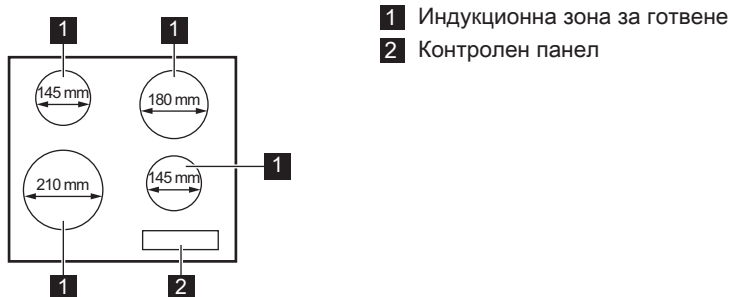 1 1
145 mm 180 mm
210 mm 145 mm 1
1 2
1 Индукционна зона за готвене
2 Контролен панел